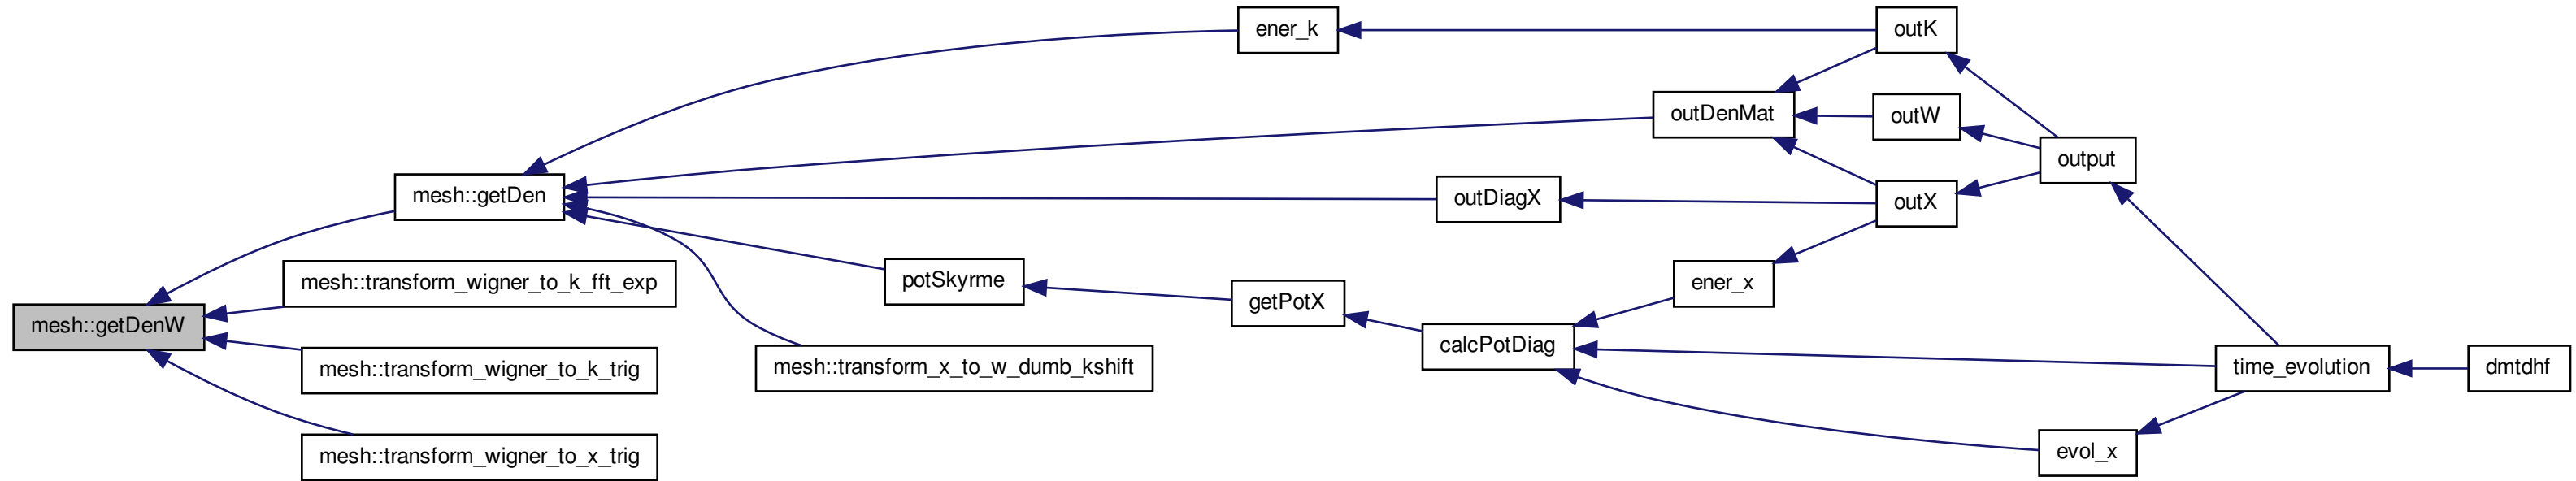 ener_k
outK
outDenMat
outW
output
mesh::getDen
outDiagX
outX
mesh::transform_wigner_to_k_fft_exp
potSkyrme
ener_x
getPotX
mesh::getDenW
calcPotDiag
mesh::transform_wigner_to_k_trig
mesh::transform_x_to_w_dumb_kshift
time_evolution
dmtdhf
mesh::transform_wigner_to_x_trig
evol_x